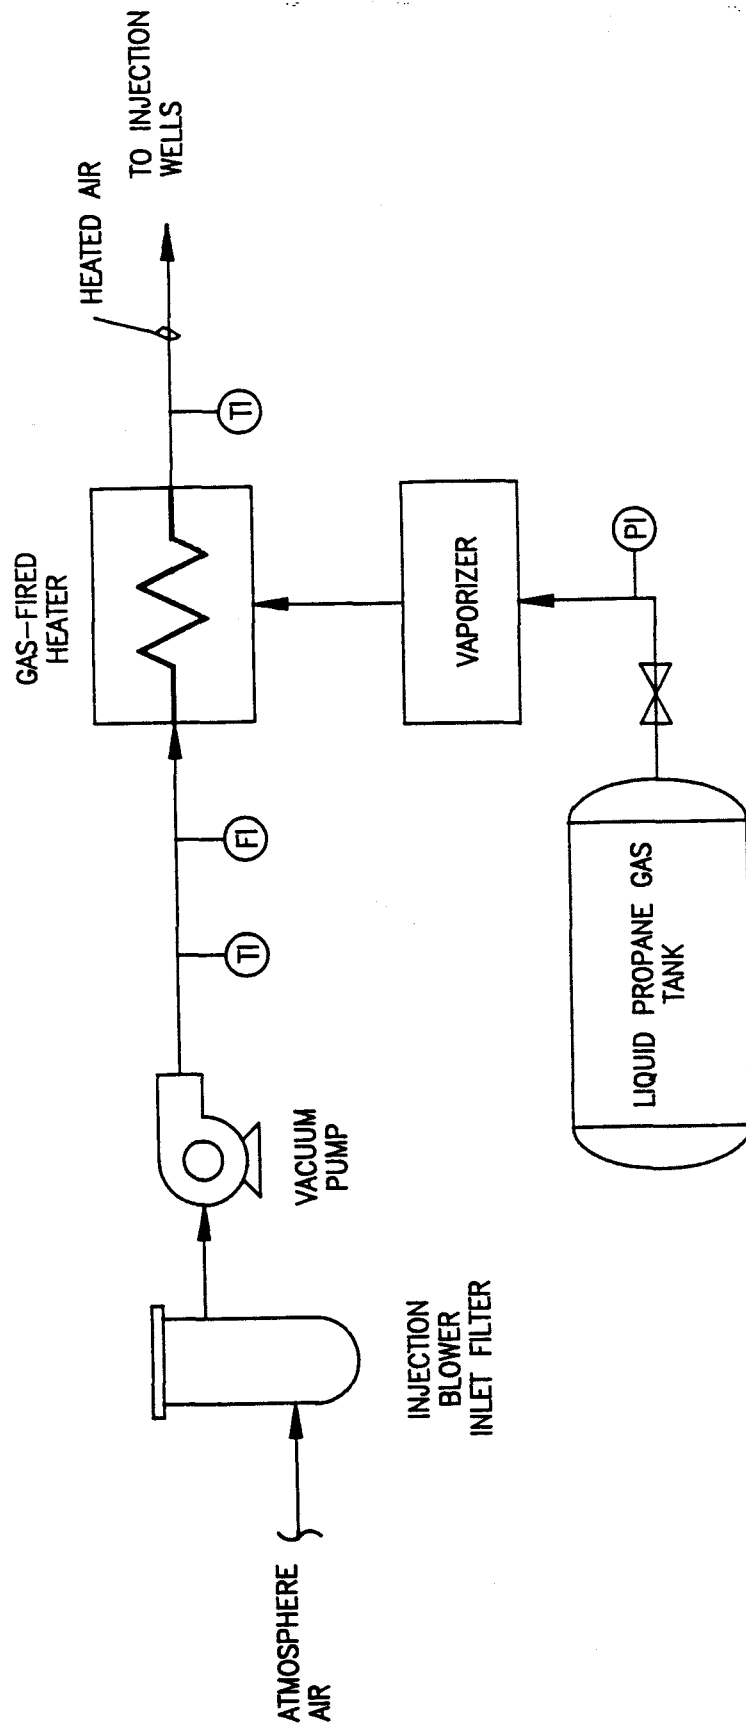 ATMOSPHERE
AIR
INJECTION
BLOWER
INLET FILTER
VACUUM
PUMP
TI
FI
GAS-FIRED
HEATER
TI
HEATED AIR
TO INJECTION
WELLS
VAPORIZER
PI
LIQUID PROPANE GAS
TANK